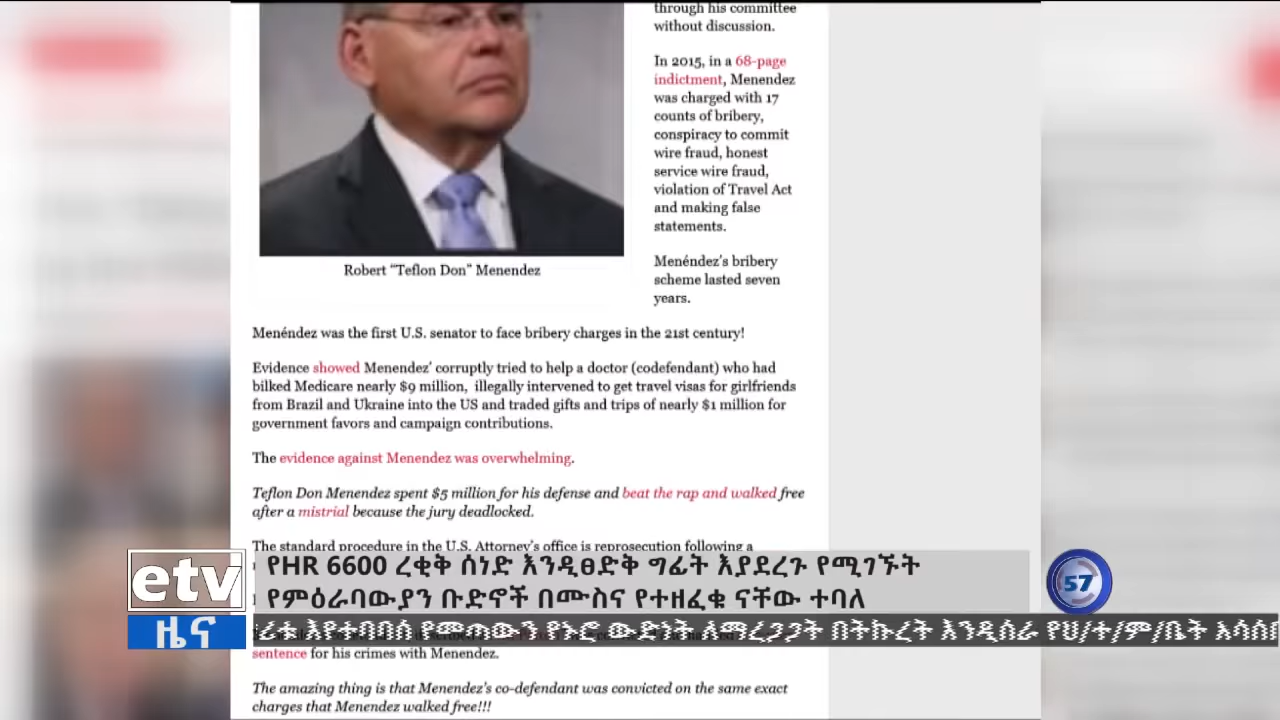 through his committee
without discussion.
In 2015, in a 68-page
indictment, Menendez
was charged with 17
counts of bribery,
conspiracy to commit
wire fraud, honest
service wire fraud,
violation of Travel Act
and making false
statements.
Menéndez's bribery
scheme lasted seven
years.
Robert “Teflon Don” Menendez
Menéndez was the first U.S. senator to face bribery charges in the 21st century!
Evidence showed Menendez' corruptly tried to help a doctor (codefendant) who had
bilked Medicare nearly $9 million, illegally intervened to get travel visas for girlfriends
from Brazil and Ukraine into the US and traded gifts and trips of nearly $1 million for
government favors and campaign contributions.
The evidence against Menendez was overwhelming.
Teflon Don Menendez spent $5 million for his defense and beat the rap and walked free
after a mistrial because the jury deadlocked.
The standard procedure in the U.S. Attorney's office is reprosecution following a
etv
የHR 6600 ረቂቅ ሰነድ እንዲፀድቅ ግፊት እያደረጉ የሚገኙት
የምዕራባውያን ቡድኖች በሙስና የተዘፈቁ ናቸው ተባለ
57
ዜና
እየተባባሰ የመጣውን የኑሮ ውድነት ለማረጋጋት በትኩረት እንዲሰራ የህ/ተ/ም/ቤት
sentence for his crimes with Menendez.
The amazing thing is that Menendez's co-defendant was convicted on the same exact
charges that Menendez walked free!!!